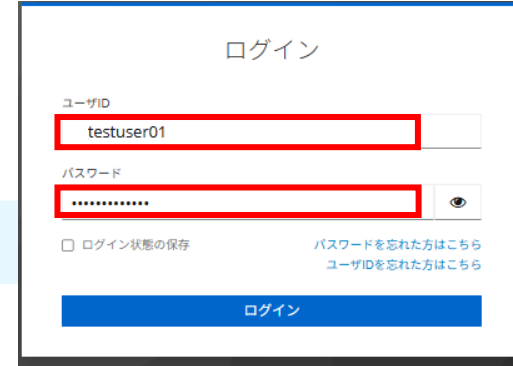 ログイン
ユーザID
testuser01
パスワード
•••••••••••••
ログイン状態の保存
パスワードを忘れた方はこちら
ユーザIDを忘れた方はこちら
ログイン